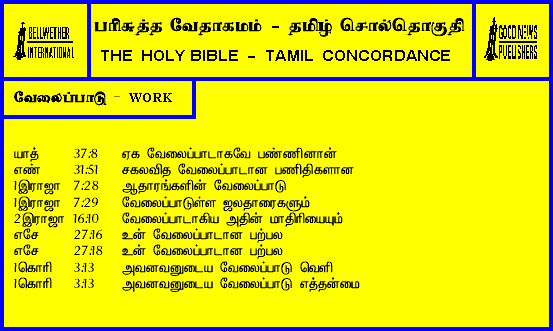 BELLWETHER
INTERNATIONAL
பரிசுத்த வேதாகமம் - தமிழ் சொல்தொகுதி
THE HOLY BIBLE - TAMIL CONCORDANCE
GOOD NEWS
PUBLISHERS
வேலைப்பாடு - WORK
யாத் 37:8 ஏக வேலைப்பாடாகவே பண்ணினான்
எண் 31:51 சகலவித வேலைப்பாடான பணிதிகளான
1இராஜா 7:28 ஆதாரங்களின் வேலைப்பாடு
1இராஜா 7:29 வேலைப்பாடுள்ள ஜலதாரைகளும்
2இராஜா 16:10 வேலைப்பாடாகிய அதின் மாதிரியையும்
எசே 27:16 உன் வேலைப்பாடான பற்பல
எசே 27:18 உன் வேலைப்பாடான பற்பல
1கொரி 3:13 அவனவனுடைய வேலைப்பாடு வெளி
1கொரி 3:13 அவனவனுடைய வேலைப்பாடு எத்தன்மை